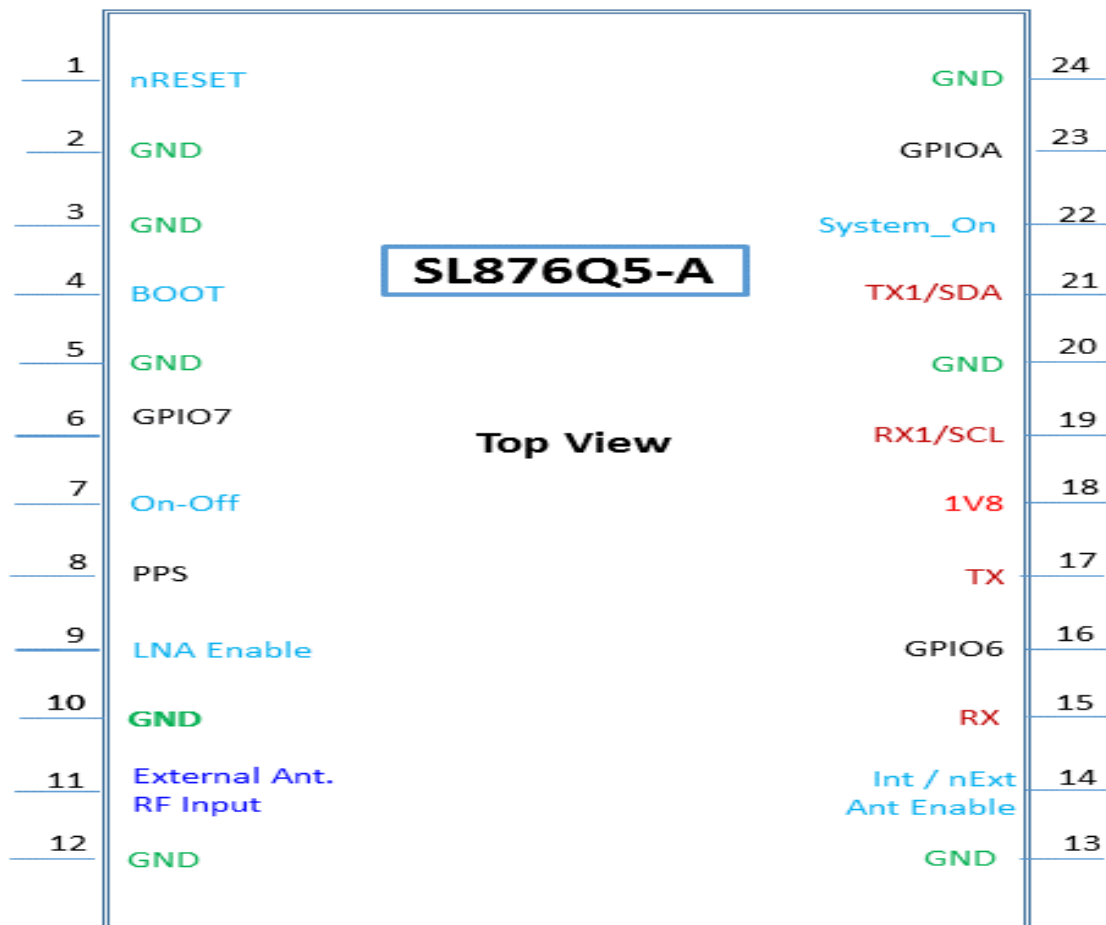 1 nRESET GND 24
2 GND GPIOA 23
3 GND System_On 22
SL876Q5-A
4 BOOT TX1/SDA 21
5 GND GND 20
6 GPIO7 RX1/SCL 19
Top View
7 On-Off 1V8 18
8 PPS TX 17
9 LNA Enable GPIO6 16
10 GND RX 15
11 External Ant. Int / nExt 14
RF Input Ant Enable
12 GND GND 13